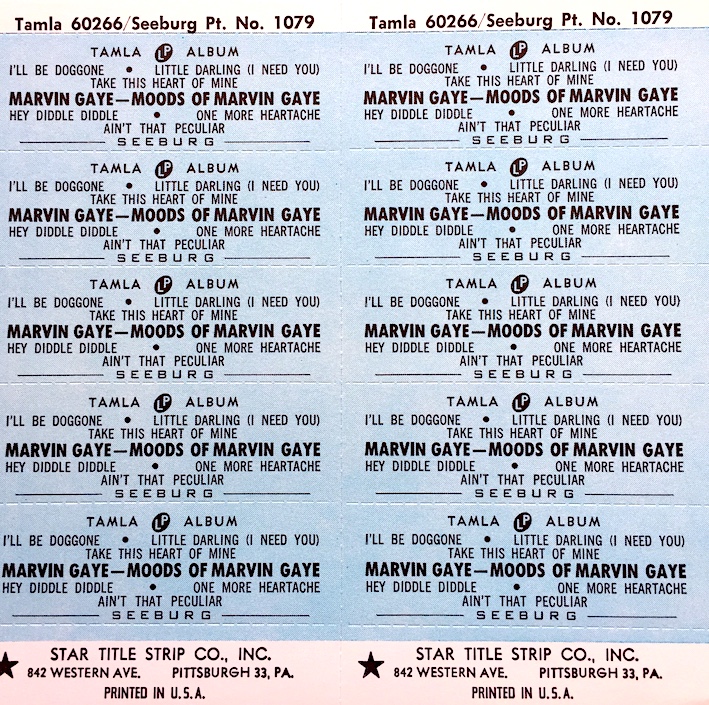 Tamla 60266/Seeburg Pt. No. 1079
TAMLA LP ALBUM
I'LL BE DOGGONE • LITTLE DARLING (I NEED YOU)
TAKE THIS HEART OF MINE
MARVIN GAYE—MOODS OF MARVIN GAYE
HEY DIDDLE DIDDLE • ONE MORE HEARTACHE
AIN'T THAT PECULIAR
SEEBURG
TAMLA LP ALBUM
I'LL BE DOGGONE • LITTLE DARLING (I NEED YOU)
TAKE THIS HEART OF MINE
MARVIN GAYE—MOODS OF MARVIN GAYE
HEY DIDDLE DIDDLE • ONE MORE HEARTACHE
AIN'T THAT PECULIAR
SEEBURG
TAMLA LP ALBUM
I'LL BE DOGGONE • LITTLE DARLING (I NEED YOU)
TAKE THIS HEART OF MINE
MARVIN GAYE—MOODS OF MARVIN GAYE
HEY DIDDLE DIDDLE • ONE MORE HEARTACHE
AIN'T THAT PECULIAR
SEEBURG
TAMLA LP ALBUM
I'LL BE DOGGONE • LITTLE DARLING (I NEED YOU)
TAKE THIS HEART OF MINE
MARVIN GAYE—MOODS OF MARVIN GAYE
HEY DIDDLE DIDDLE • ONE MORE HEARTACHE
AIN'T THAT PECULIAR
SEEBURG
TAMLA LP ALBUM
I'LL BE DOGGONE • LITTLE DARLING (I NEED YOU)
TAKE THIS HEART OF MINE
MARVIN GAYE—MOODS OF MARVIN GAYE
HEY DIDDLE DIDDLE • ONE MORE HEARTACHE
AIN'T THAT PECULIAR
SEEBURG
STAR TITLE STRIP CO., INC.
842 WESTERN AVE. PITTSBURGH 33, PA.
PRINTED IN U.S.A.
Tamla 60266/Seeburg Pt. No. 1079
TAMLA LP ALBUM
I'LL BE DOGGONE • LITTLE DARLING (I NEED YOU)
TAKE THIS HEART OF MINE
MARVIN GAYE—MOODS OF MARVIN GAYE
HEY DIDDLE DIDDLE • ONE MORE HEARTACHE
AIN'T THAT PECULIAR
SEEBURG
TAMLA LP ALBUM
I'LL BE DOGGONE • LITTLE DARLING (I NEED YOU)
TAKE THIS HEART OF MINE
MARVIN GAYE—MOODS OF MARVIN GAYE
HEY DIDDLE DIDDLE • ONE MORE HEARTACHE
AIN'T THAT PECULIAR
SEEBURG
TAMLA LP ALBUM
I'LL BE DOGGONE • LITTLE DARLING (I NEED YOU)
TAKE THIS HEART OF MINE
MARVIN GAYE—MOODS OF MARVIN GAYE
HEY DIDDLE DIDDLE • ONE MORE HEARTACHE
AIN'T THAT PECULIAR
SEEBURG
TAMLA LP ALBUM
I'LL BE DOGGONE • LITTLE DARLING (I NEED YOU)
TAKE THIS HEART OF MINE
MARVIN GAYE—MOODS OF MARVIN GAYE
HEY DIDDLE DIDDLE • ONE MORE HEARTACHE
AIN'T THAT PECULIAR
SEEBURG
TAMLA LP ALBUM
I'LL BE DOGGONE • LITTLE DARLING (I NEED YOU)
TAKE THIS HEART OF MINE
MARVIN GAYE—MOODS OF MARVIN GAYE
HEY DIDDLE DIDDLE • ONE MORE HEARTACHE
AIN'T THAT PECULIAR
SEEBURG
STAR TITLE STRIP CO., INC.
842 WESTERN AVE. PITTSBURGH 33, PA.
PRINTED IN U.S.A.